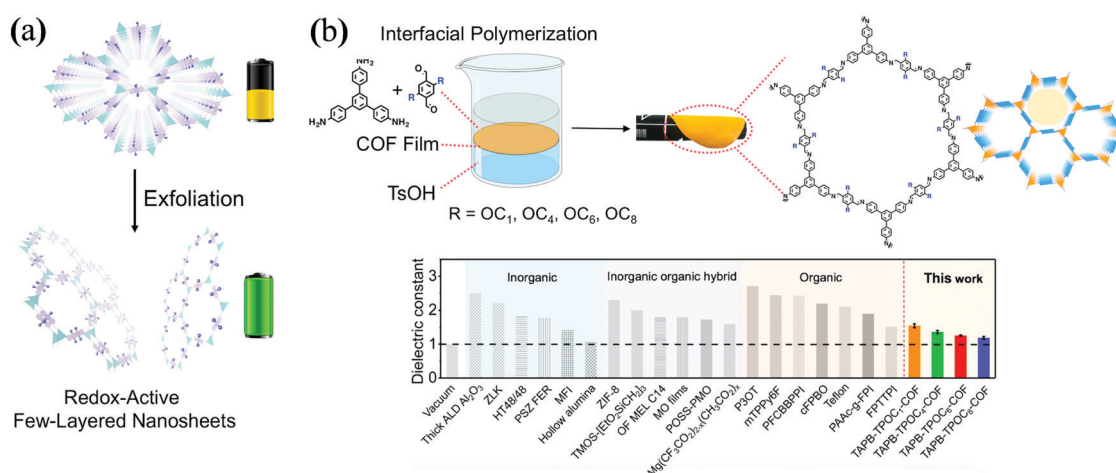 (a)
Exfoliation
Redox-Active
Few-Layered Nanosheets
(b)
Interfacial Polymerization
NH₂
H₂N
NH₂
+
R
O
O
R
COF Film
TsOH
R = OC₁, OC₄, OC₆, OC₈
Dielectric constant
3
2
1
0
Inorganic
Inorganic organic hybrid
Organic
This work
Vacuum
Thick ALD Al₂O₃
ZLK
HT48/48
PSZ FER
MFI
Hollow alumina
ZIF-8
TMOS-[EtO₂SiCH₂]₃
OF MEL C14
MO films
POSS-PMO
Mg(CF₃CO₂)₂₋ₓ(CH₃CO₂)ₓ
P3OT
mTPPy6F
PFCBBPPI
cFPBO
Teflon
PAAc-g-FPI
FPTTPI
TAPB-TPOC₁-COF
TAPB-TPOC₄-COF
TAPB-TPOC₆-COF
TAPB-TPOC₈-COF